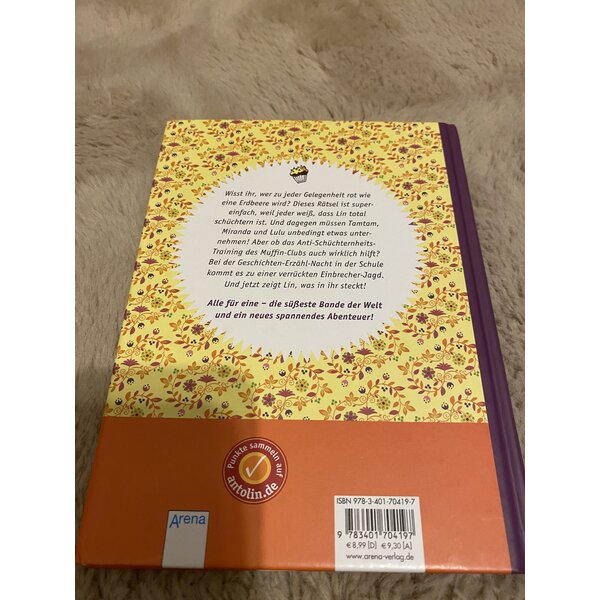 Wisst ihr, wer zu jeder Gelegenheit rot wie
eine Erdbeere wird? Dieses Rätsel ist super-
einfach, weil jeder weiß, dass Lin total
schüchtern ist. Und dagegen müssen Tamtam,
Miranda und Lulu unbedingt etwas unter-
nehmen! Aber ob das Anti-Schüchternheits-
Training des Muffin-Clubs auch wirklich hilft?
Bei der Geschichten-Erzähl-Nacht in der Schule
kommt es zu einer verrückten Einbrecher-Jagd.
Und jetzt zeigt Lin, was in ihr steckt!
Alle für eine – die süßeste Bande der Welt
und ein neues spannendes Abenteuer!
Punkte sammeln auf
antolin.de
Arena
ISBN 978-3-401-70419-7
9 783401 704197
€ 8,99 [D] € 9,30 [A]
www.arena-verlag.de